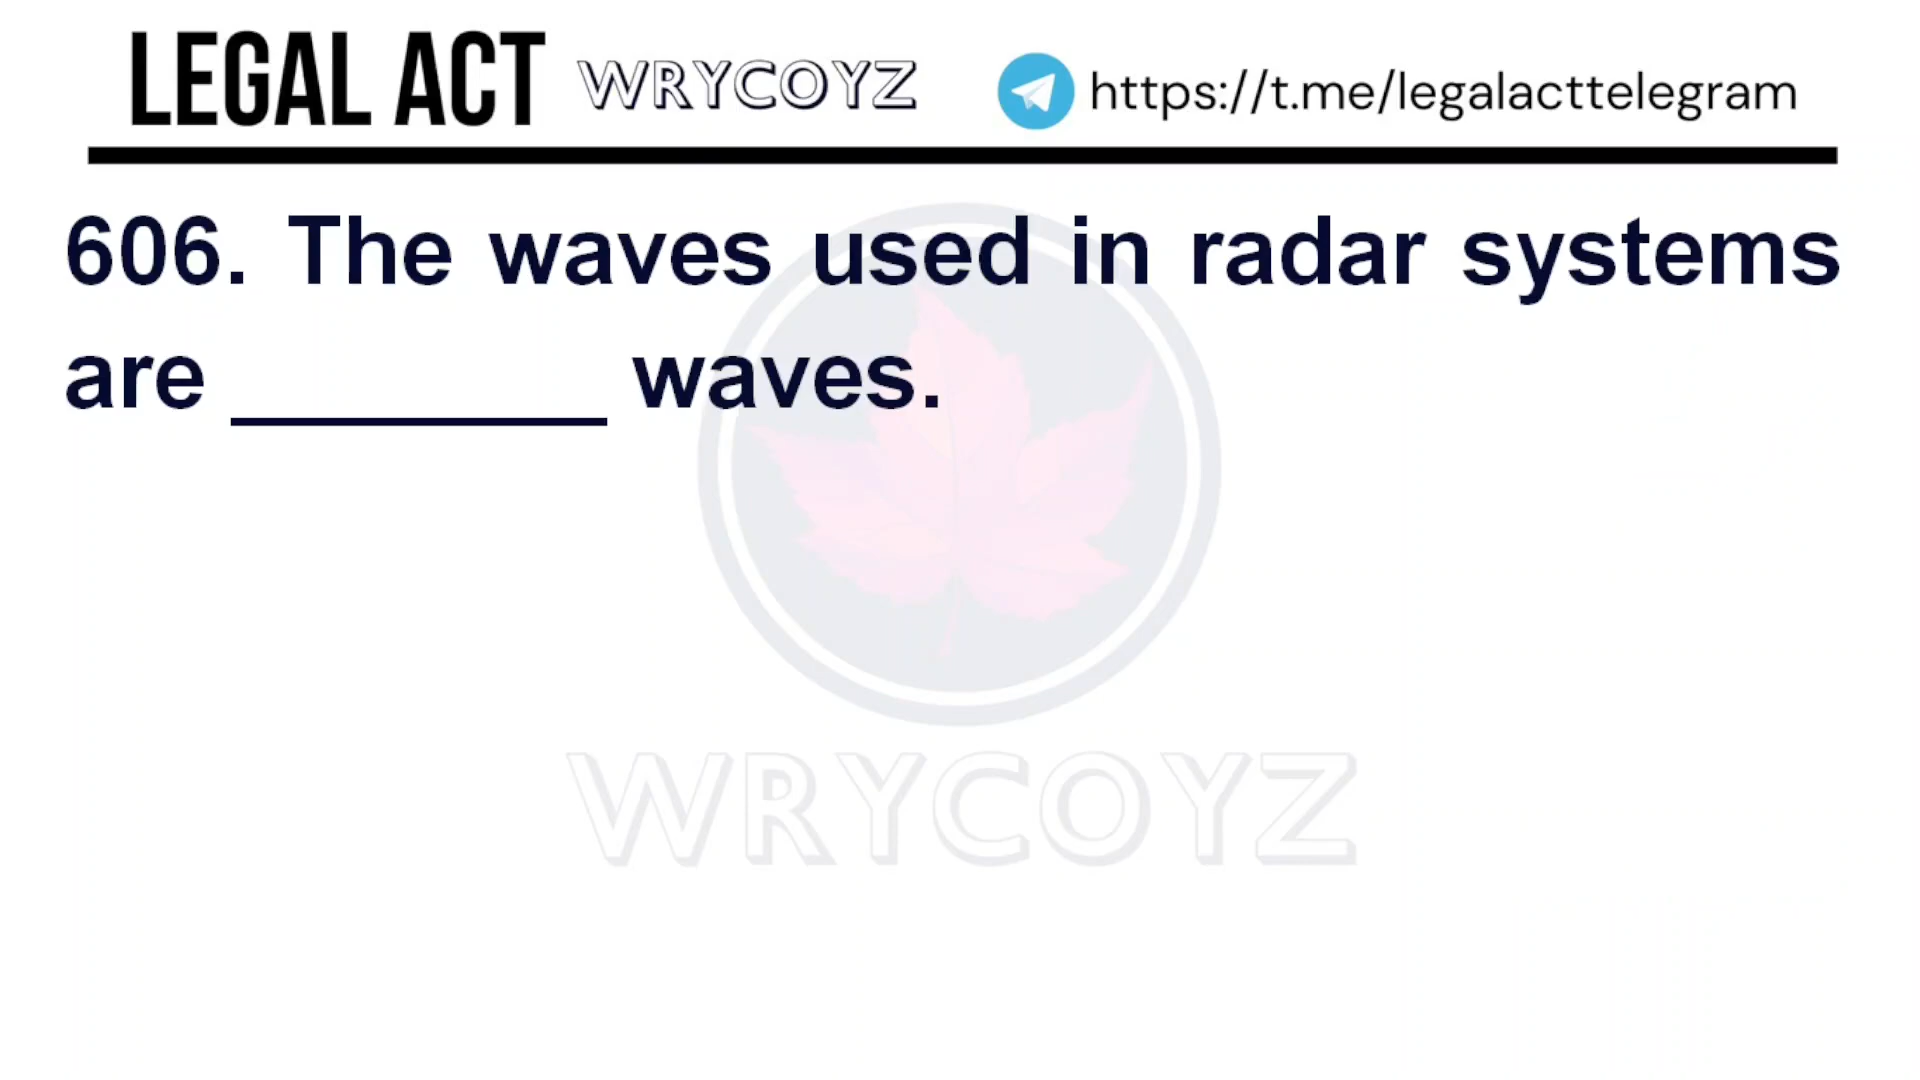 LEGAL ACT WRYCOYZ https://t.me/legalacttelegram
606. The waves used in radar systems
are ________ waves.
WRYCOYZ